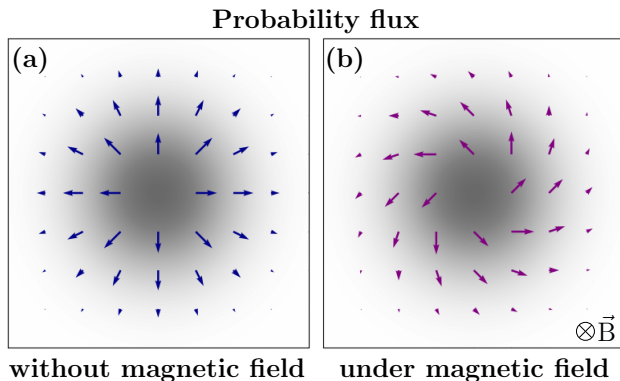 Probability flux
(a)
(b)
⊗B⃗
without magnetic field
under magnetic field